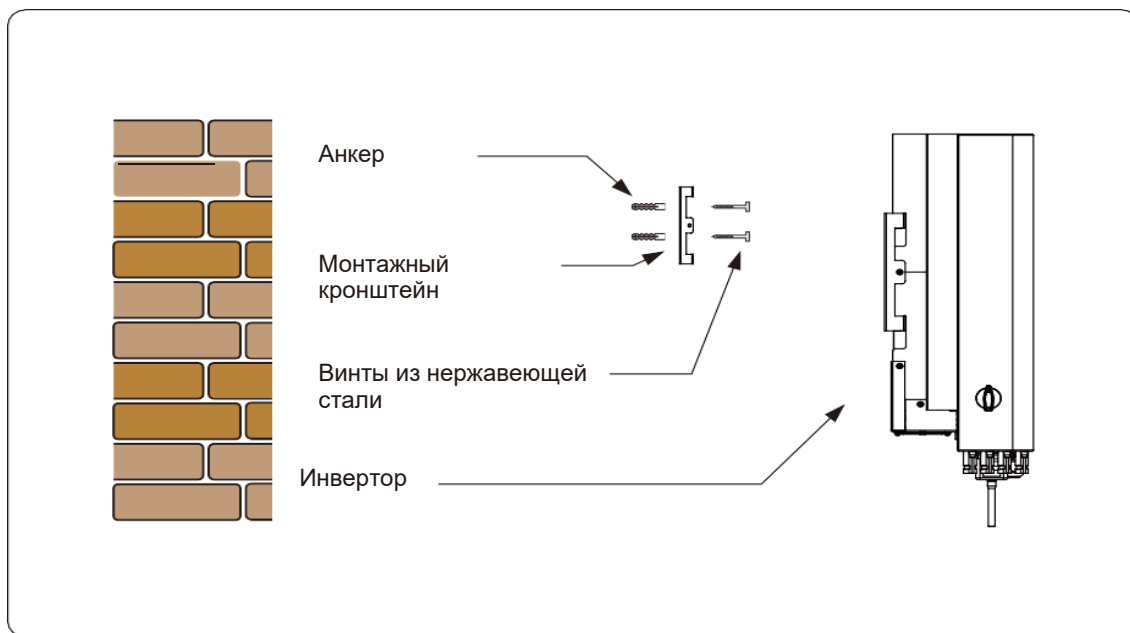 Анкер
Монтажный
кронштейн
Винты из нержавеющей
стали
Инвертор